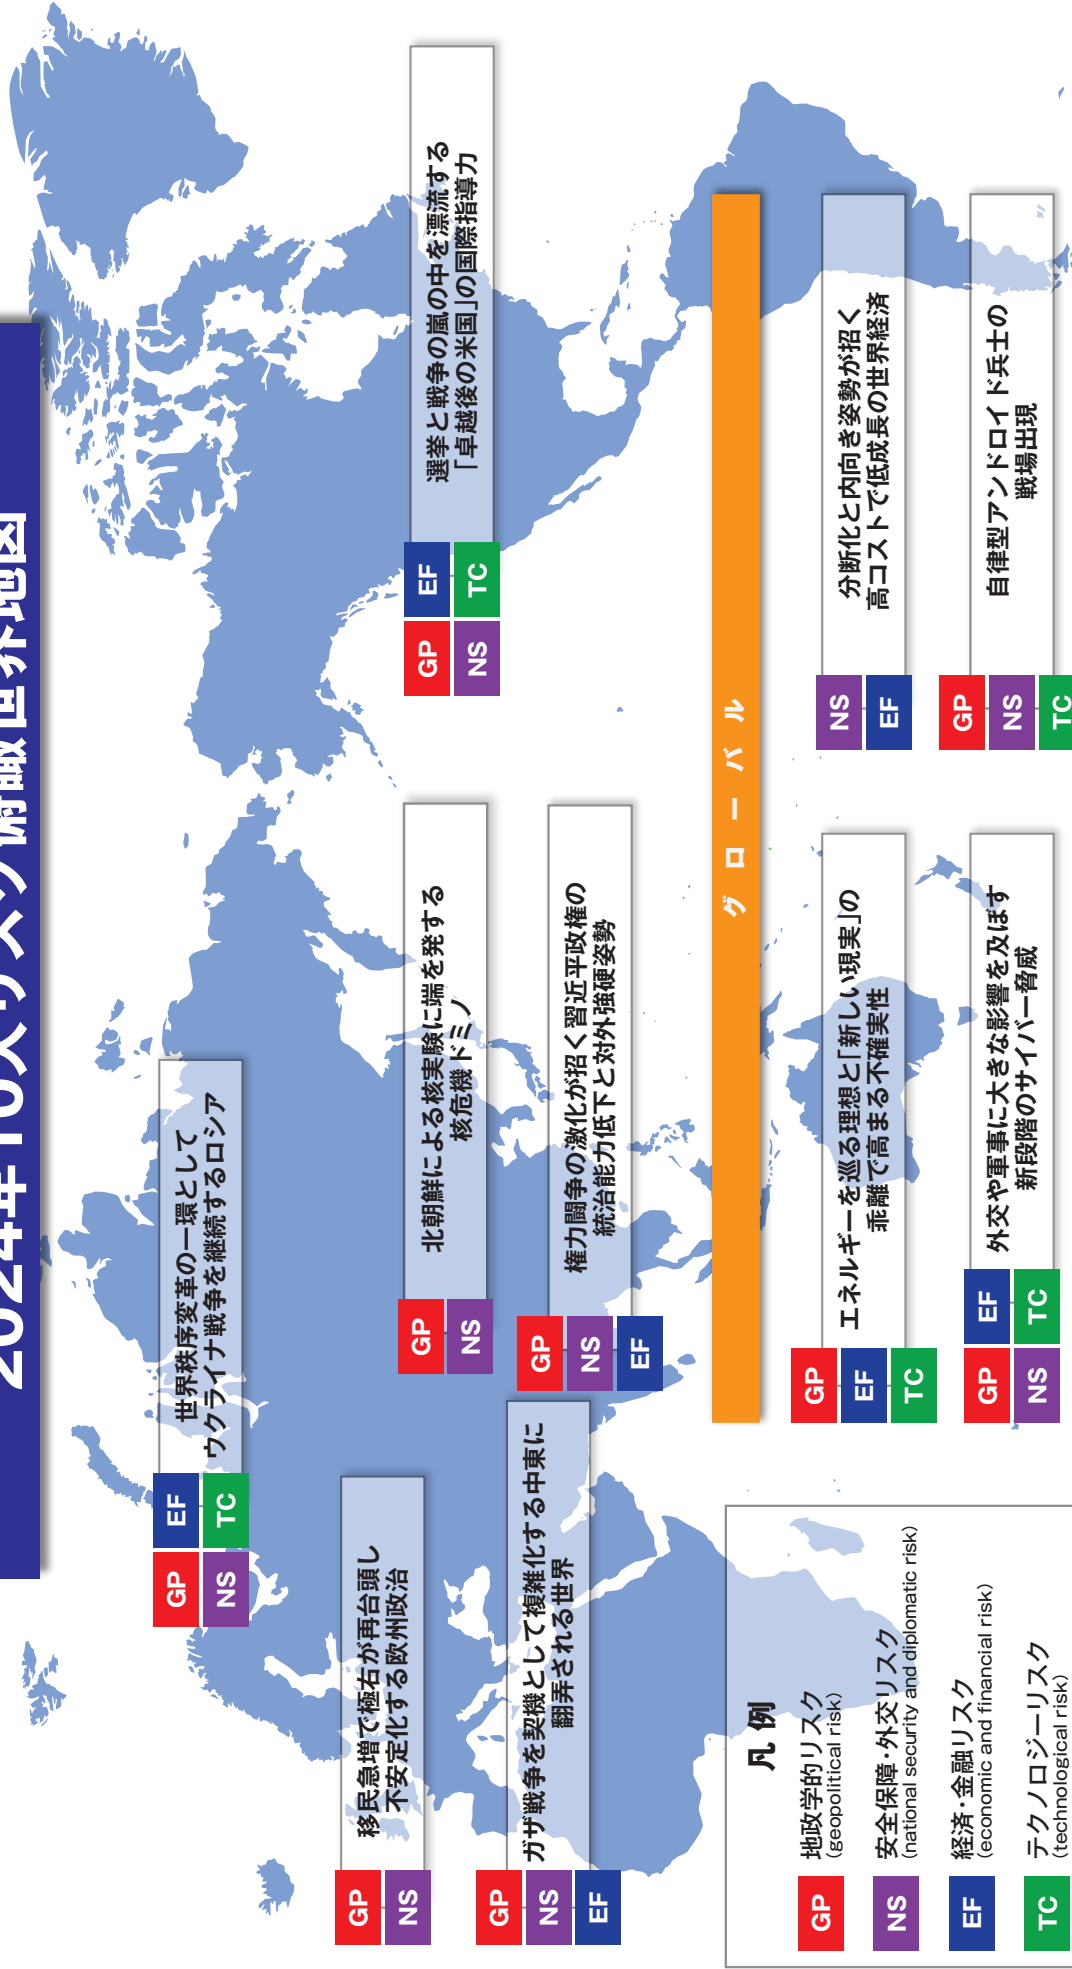 2024年10大リスク俯瞰世界地図
GP
EF
NS
TC
世界秩序変革の一環として
ウクライナ戦争を継続するロシア
GP
NS
移民急増で極右が再台頭し
不安定化する欧州政治
GP
NS
北朝鮮による核実験に端を発する
核危機ドミノ
GP
EF
NS
TC
選挙と戦争の嵐の中を漂流する
「卓越後の米国」の国際指導力
GP
NS
EF
ガザ戦争を契機として複雑化する中東に
翻弄される世界
GP
NS
EF
権力闘争の激化が招く習近平政権の
統治能力低下と対外強硬姿勢
グローバル
GP
EF
TC
エネルギーを巡る理想と「新しい現実」の
乖離で高まる不確実性
NS
EF
分断化と内向き姿勢が招く
高コストで低成長の世界経済
GP
EF
NS
TC
外交や軍事に大きな影響を及ぼす
新段階のサイバー脅威
GP
NS
TC
自律型アンドロイド兵士の
戦場出現
凡例
GP
地政学的リスク
(geopolitical risk)
NS
安全保障・外交リスク
(national security and diplomatic risk)
EF
経済・金融リスク
(economic and financial risk)
TC
テクノロジーリスク
(technological risk)